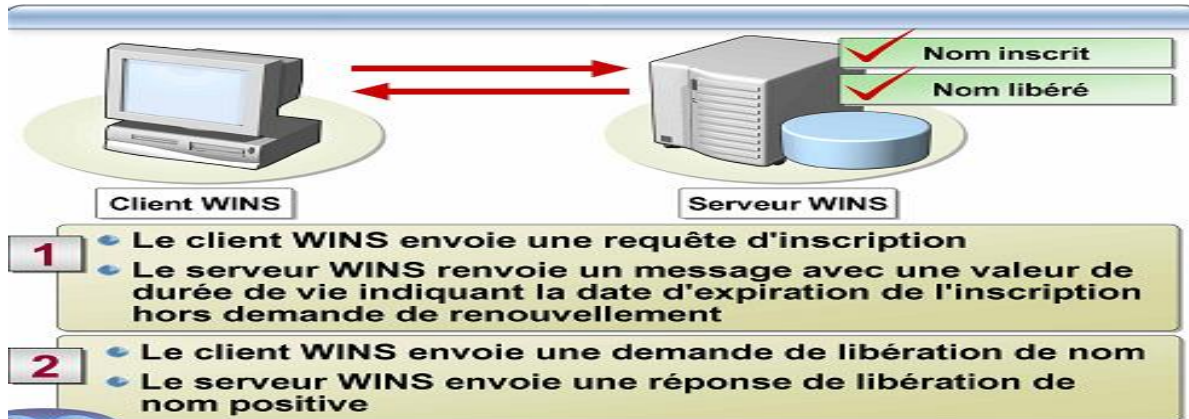 Nom inscrit
Nom libéré
Client WINS
Serveur WINS
1
Le client WINS envoie une requête d'inscription
Le serveur WINS renvoie un message avec une valeur de
durée de vie indiquant la date d'expiration de l'inscription
hors demande de renouvellement
2
Le client WINS envoie une demande de libération de nom
Le serveur WINS envoie une réponse de libération de
nom positive